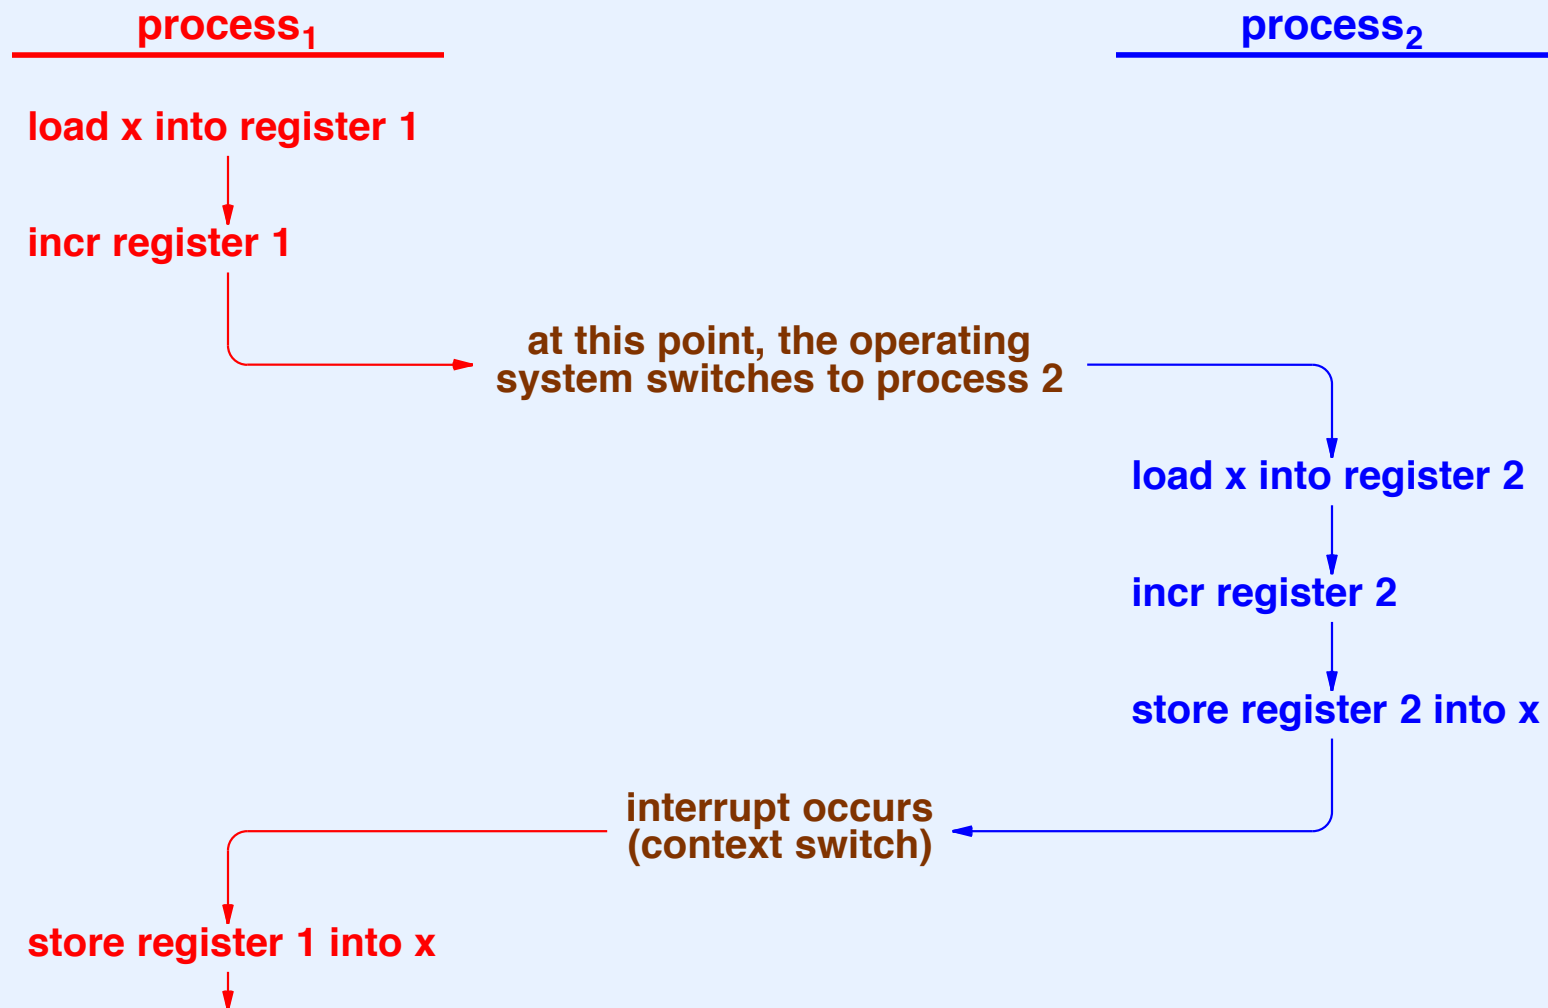 process₁
process₂
load x into register 1
incr register 1
at this point, the operating
system switches to process 2
load x into register 2
incr register 2
store register 2 into x
interrupt occurs
(context switch)
store register 1 into x